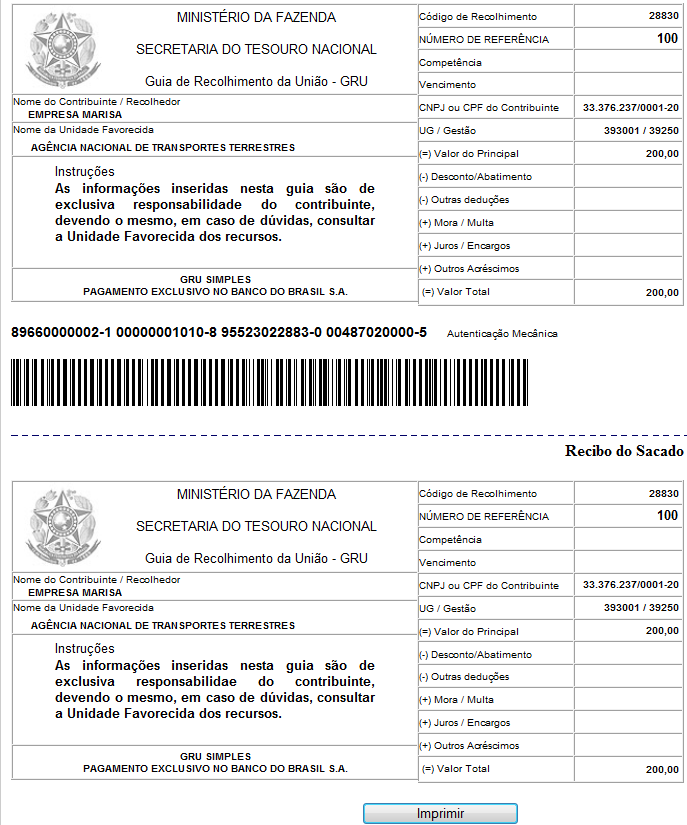 MINISTÉRIO DA FAZENDA
SECRETARIA DO TESOURO NACIONAL
Guia de Recolhimento da União - GRU
Código de Recolhimento 28830
NÚMERO DE REFERÊNCIA 100
Competência
Vencimento
Nome do Contribuinte / Recolhedor
EMPRESA MARISA
CNPJ ou CPF do Contribuinte 33.376.237/0001-20
Nome da Unidade Favorecida
AGÊNCIA NACIONAL DE TRANSPORTES TERRESTRES
UG / Gestão 393001 / 39250
(=) Valor do Principal 200,00
(-) Desconto/Abatimento
(-) Outras deduções
(+) Mora / Multa
(+) Juros / Encargos
(+) Outros Acréscimos
(=) Valor Total 200,00
Instruções
As informações inseridas nesta guia são de
exclusiva responsabilidade do contribuinte,
devendo o mesmo, em caso de dúvidas, consultar
a Unidade Favorecida dos recursos.
GRU SIMPLES
PAGAMENTO EXCLUSIVO NO BANCO DO BRASIL S.A.
89660000002-1 00000001010-8 95523022883-0 00487020000-5 Autenticação Mecânica
Recibo do Sacado
MINISTÉRIO DA FAZENDA
SECRETARIA DO TESOURO NACIONAL
Guia de Recolhimento da União - GRU
Código de Recolhimento 28830
NÚMERO DE REFERÊNCIA 100
Competência
Vencimento
Nome do Contribuinte / Recolhedor
EMPRESA MARISA
CNPJ ou CPF do Contribuinte 33.376.237/0001-20
Nome da Unidade Favorecida
AGÊNCIA NACIONAL DE TRANSPORTES TERRESTRES
UG / Gestão 393001 / 39250
(=) Valor do Principal 200,00
(-) Desconto/Abatimento
(-) Outras deduções
(+) Mora / Multa
(+) Juros / Encargos
(+) Outros Acréscimos
(=) Valor Total 200,00
Instruções
As informações inseridas nesta guia são de
exclusiva responsabilidae do contribuinte,
devendo o mesmo, em caso de dúvidas, consultar
a Unidade Favorecida dos recursos.
GRU SIMPLES
PAGAMENTO EXCLUSIVO NO BANCO DO BRASIL S.A.
Imprimir